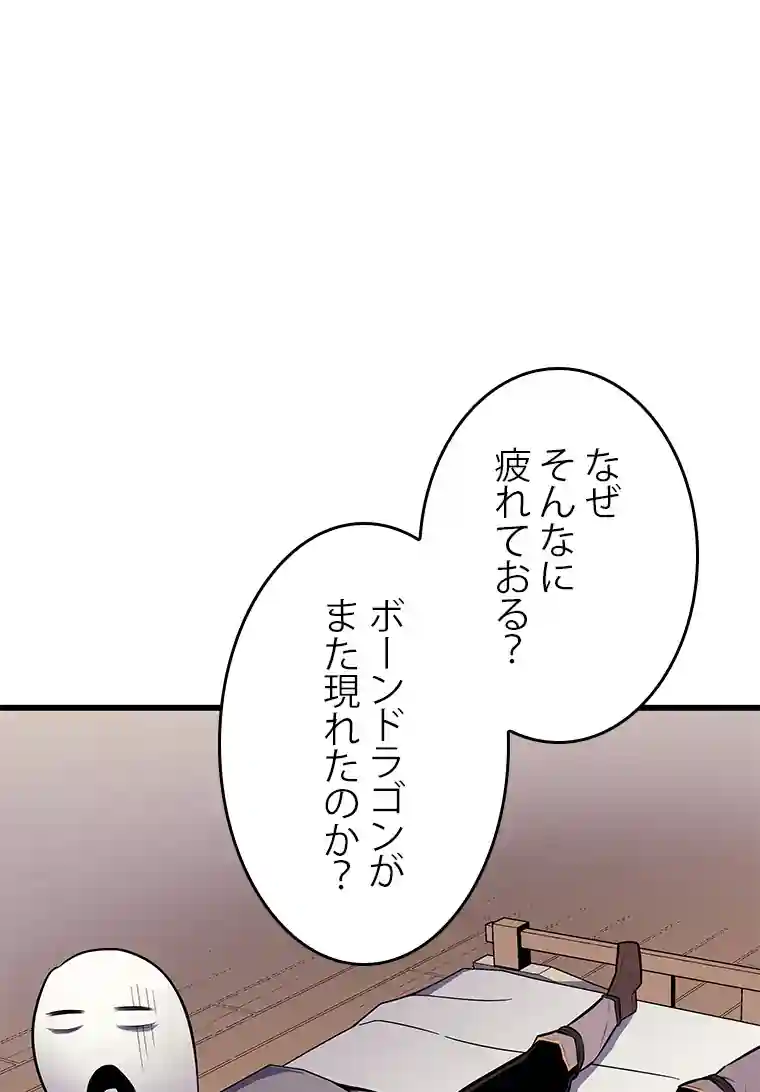 なぜ
そんなに
疲れておる？
ボーンドラゴンが
また現れたのか？